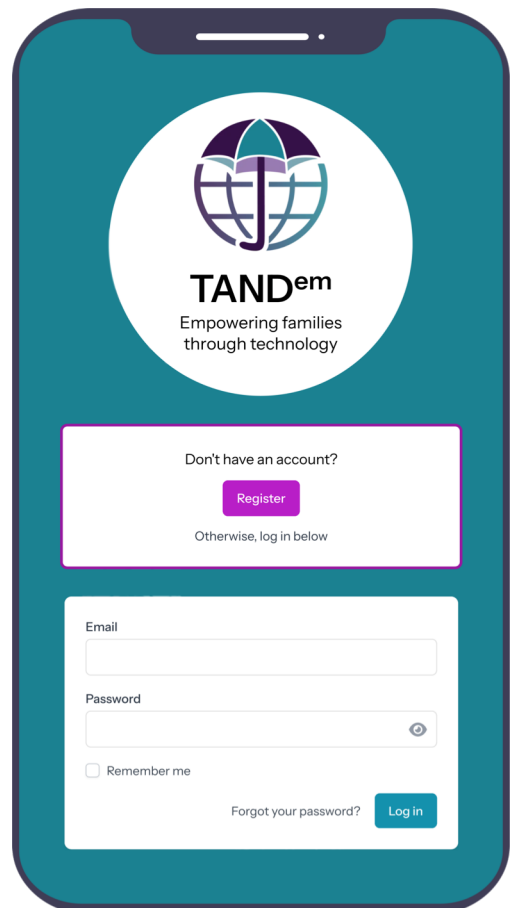 TANDem
Empowering families
through technology
Don't have an account?
Register
Otherwise, log in below
Email
Password
Remember me
Forgot your password?
Log in